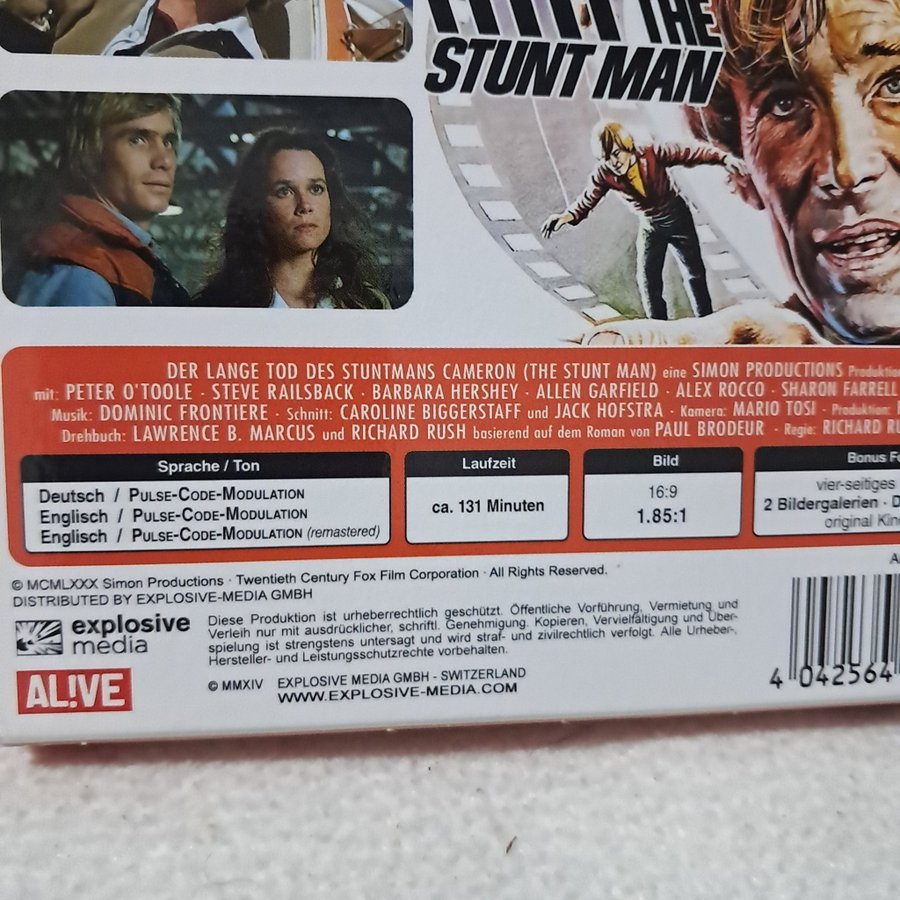 THE
STUNT MAN
DER LANGE TOD DES STUNTMANS CAMERON (THE STUNT MAN) eine SIMON PRODUCTIONS
mit: PETER O'TOOLE · STEVE RAILSBACK · BARBARA HERSHEY · ALLEN GARFIELD · ALEX ROCCO · SHARON FARRELL
Musik: DOMINIC FRONTIERE · Schnitt: CAROLINE BIGGERSTAFF und JACK HOFSTRA · Kamera: MARIO TOSI · Produktion:
Drehbuch: LAWRENCE B. MARCUS und RICHARD RUSH basierend auf dem Roman von PAUL BRODEUR · Regie: RICHARD
Sprache / Ton
Deutsch / PULSE-CODE-MODULATION
Englisch / PULSE-CODE-MODULATION
Englisch / PULSE-CODE-MODULATION (remastered)
Laufzeit
ca. 131 Minuten
Bild
16:9
1.85:1
Bonus
vier-seitiges
2 Bildergalerien ·
original
© MCMLXXX Simon Productions · Twentieth Century Fox Film Corporation · All Rights Reserved.
DISTRIBUTED BY EXPLOSIVE-MEDIA GMBH
explosive
media
AL!VE
Diese Produktion ist urheberrechtlich geschützt. Öffentliche Vorführung, Vermietung und
Verleih nur mit ausdrücklicher, schriftl. Genehmigung. Kopieren, Vervielfältigung und Über-
spielung ist strengstens untersagt und wird straf- und zivilrechtlich verfolgt. Alle Urheber-,
Hersteller- und Leistungsschutzrechte vorbehalten.
© MMXIV EXPLOSIVE MEDIA GMBH - SWITZERLAND
WWW.EXPLOSIVE-MEDIA.COM
4 042564